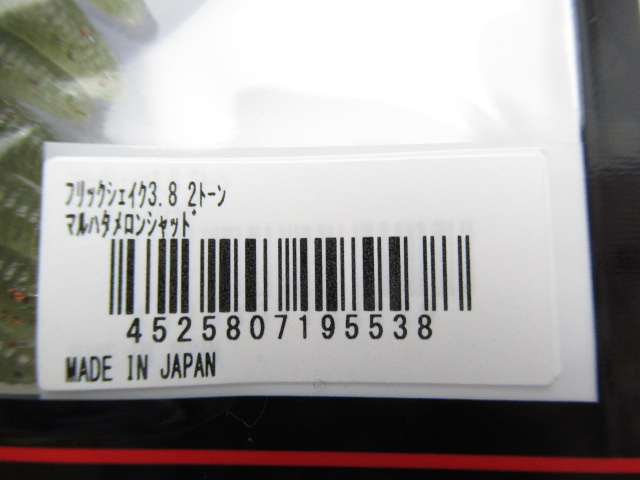 ﾌﾘｯｸｼｪｲｸ3.8 2ﾄｰﾝ
ﾏﾙﾊﾀﾒﾛﾝｼｬｯﾄﾞ
4525807195538
MADE IN JAPAN